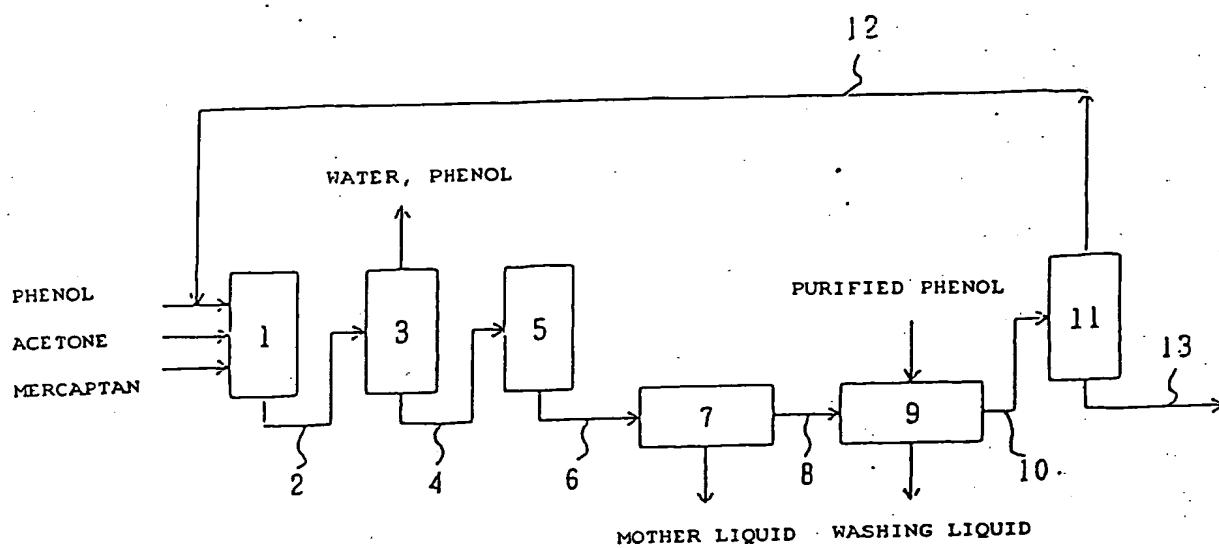 12
WATER, PHENOL
PHENOL
ACETONE
MERCAPTAN
1
3
5
PURIFIED PHENOL
11
13
7
9
2
4
6
8
10
MOTHER LIQUID
WASHING LIQUID